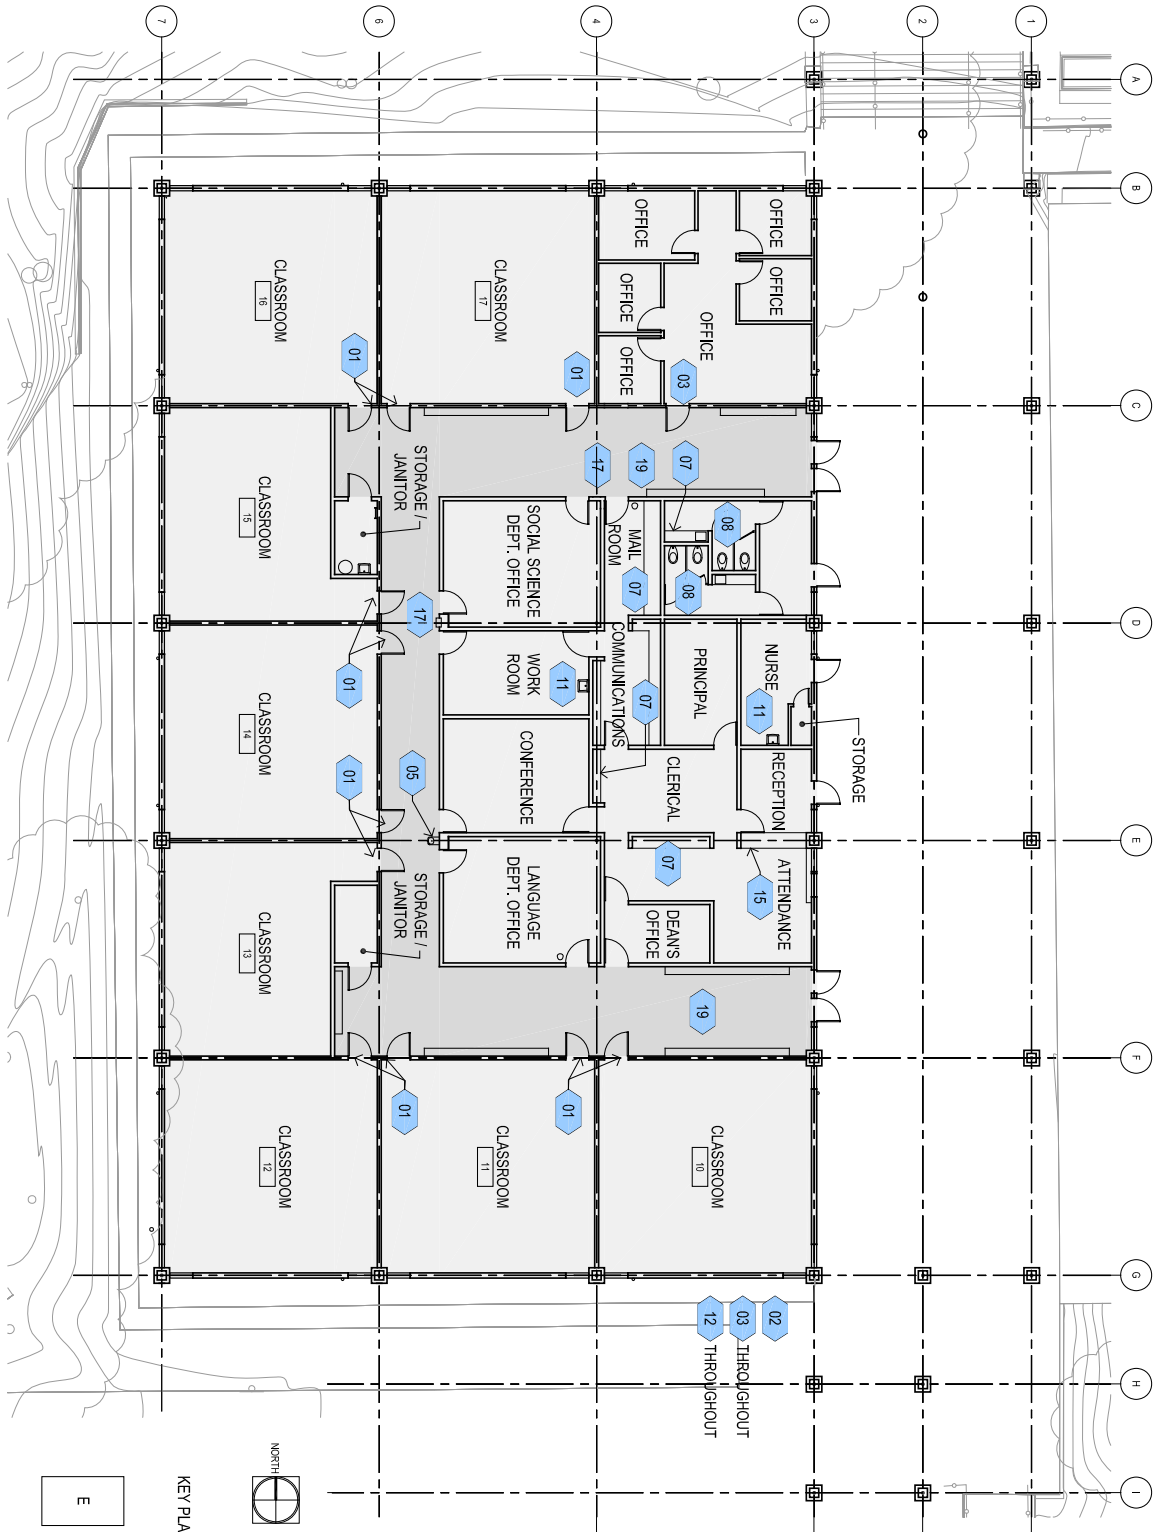 7
6
4
3
2
1
A
B
C
D
E
F
G
H
I
OFFICE
OFFICE
OFFICE
OFFICE
OFFICE
OFFICE
CLASSROOM
16
CLASSROOM
17
01
01
03
STORAGE /
JANITOR
17
19
07
CLASSROOM
15
SOCIAL SCIENCE
DEPT. OFFICE
MAIL
ROOM
07
08
08
17
01
CLASSROOM
14
WORK
ROOM
11
COMMUNICATIONS
07
PRINCIPAL
NURSE
11
STORAGE
01
05
CONFERENCE
CLERICAL
RECEPTION
CLASSROOM
13
STORAGE /
JANITOR
LANGUAGE
DEPT. OFFICE
07
DEAN'S
OFFICE
15
ATTENDANCE
19
01
01
CLASSROOM
12
CLASSROOM
11
CLASSROOM
10
02
03 THROUGHOUT
12 THROUGHOUT
NORTH
KEY PLA
E